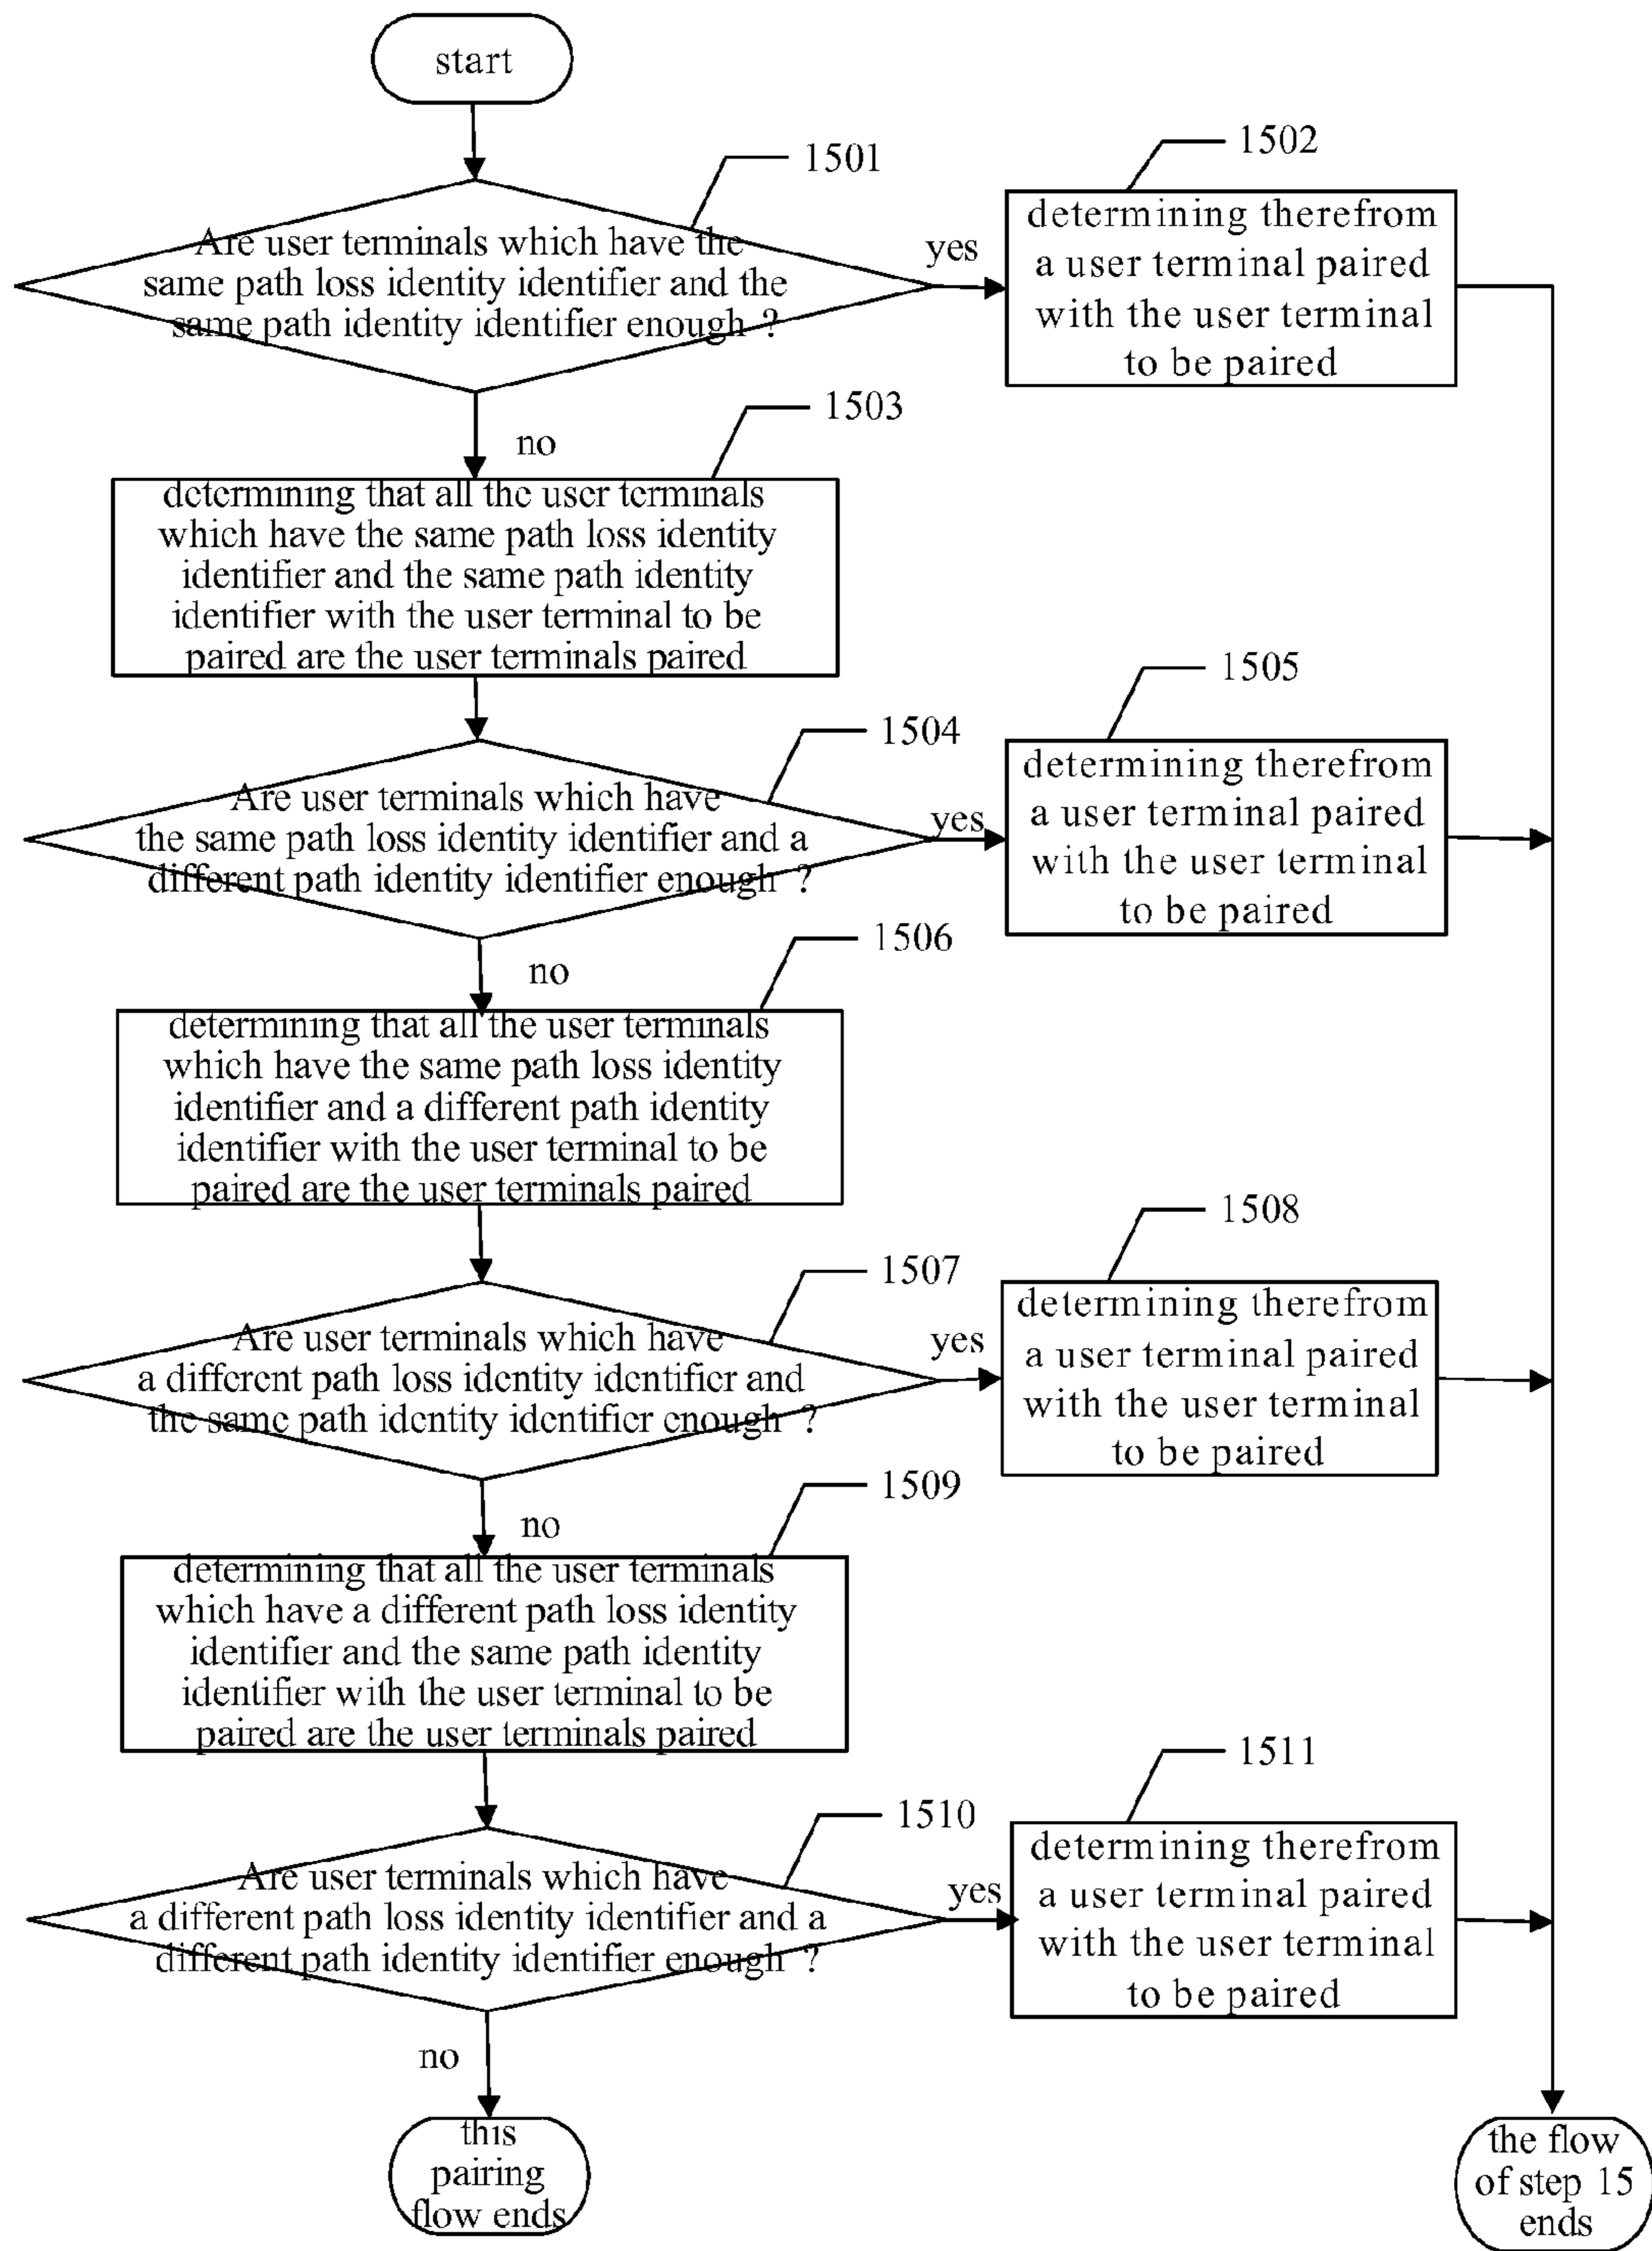 start
1501
1502
Are user terminals which have the
same path loss identity identifier and the
same path identity identifier enough ?
yes
determining therefrom
a user terminal paired
with the user terminal
to be paired
no
1503
determining that all the user terminals
which have the same path loss identity
identifier and the same path identity
identifier with the user terminal to be
paired are the user terminals paired
1504
1505
Are user terminals which have
the same path loss identity identifier and a
different path identity identifier enough ?
yes
determining therefrom
a user terminal paired
with the user terminal
to be paired
no
1506
determining that all the user terminals
which have the same path loss identity
identifier and a different path identity
identifier with the user terminal to be
paired are the user terminals paired
1507
1508
Are user terminals which have
a different path loss identity identifier and
the same path identity identifier enough ?
yes
determining therefrom
a user terminal paired
with the user terminal
to be paired
no
1509
determining that all the user terminals
which have a different path loss identity
identifier and the same path identity
identifier with the user terminal to be
paired are the user terminals paired
1510
1511
Are user terminals which have
a different path loss identity identifier and a
different path identity identifier enough ?
yes
determining therefrom
a user terminal paired
with the user terminal
to be paired
no
this
pairing
flow ends
the flow
of step 15
ends